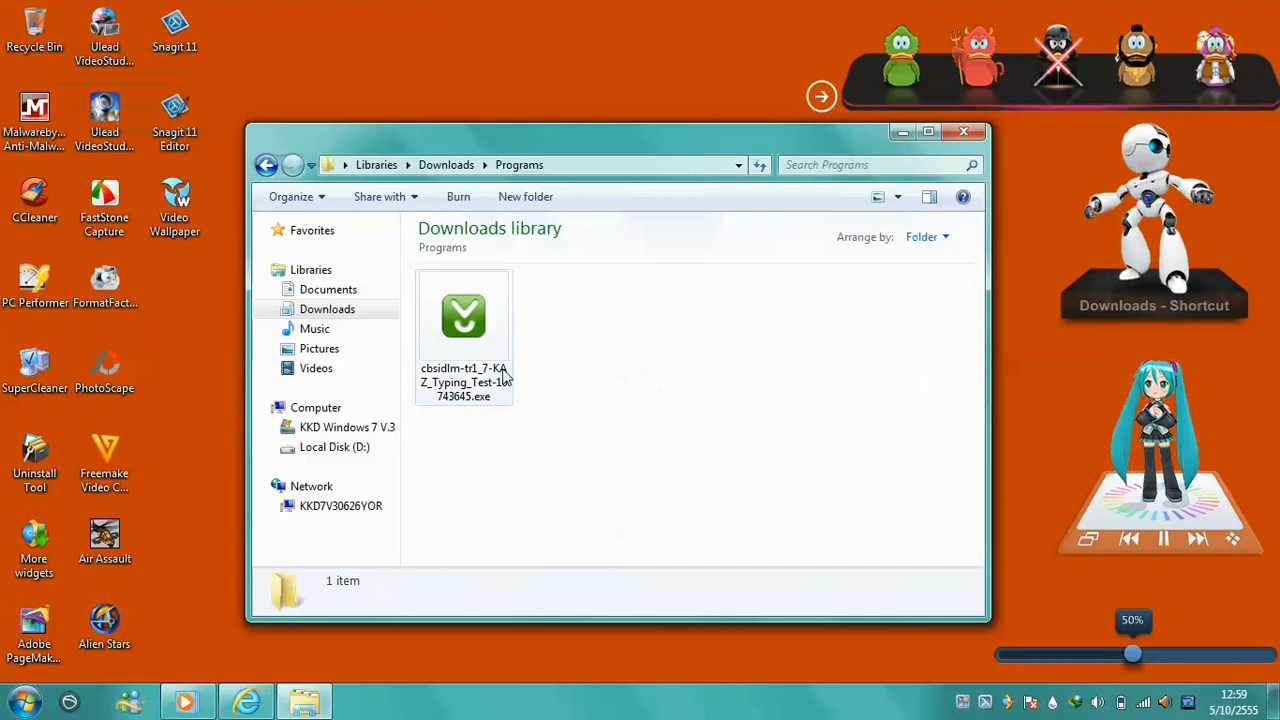 Recycle Bin
Ulead
VideoStud...
Snagit 11
Malwareby...
Anti-Malw...
Ulead
VideoStud...
Snagit 11
Editor
CCleaner
FastStone
Capture
Video
Wallpaper
PC Performer
FormatFact...
SuperCleaner
PhotoScape
Uninstall
Tool
Freemake
Video C...
More
widgets
Air Assault
Adobe
PageMak...
Alien Stars
Libraries
Downloads
Programs
Search Programs
Organize
Share with
Burn
New folder
Favorites
Libraries
Documents
Downloads
Music
Pictures
Videos
Computer
KKD Windows 7 V.3
Local Disk (D:)
Network
KKD7V30626YOR
Downloads library
Programs
Arrange by:
Folder
cbsidlm-tr1_7-KA
Z_Typing_Test-10
743645.exe
1 item
Downloads - Shortcut
50%
12:59
5/10/2555